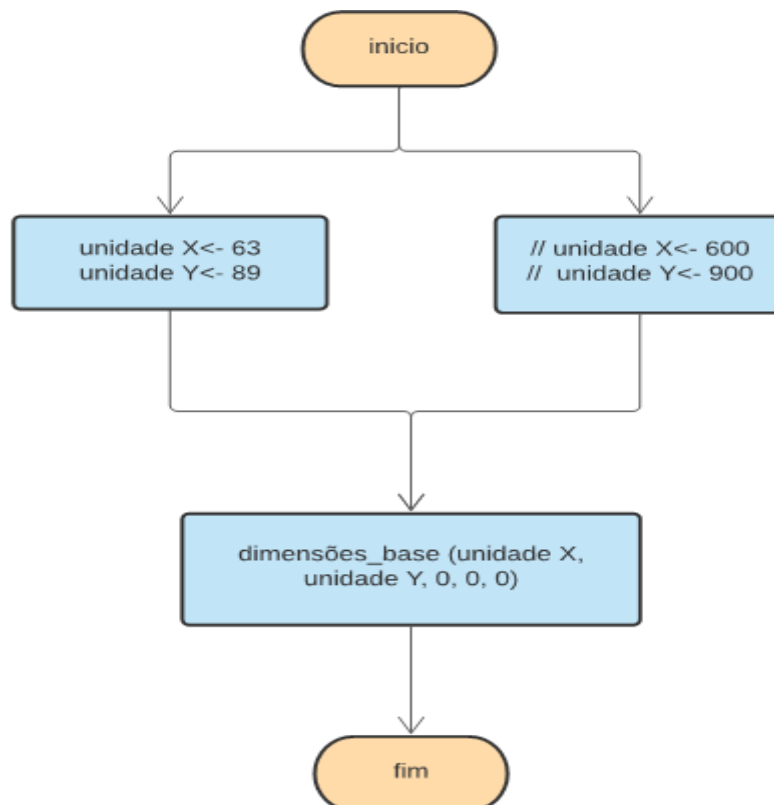 inicio
unidade X<- 63
unidade Y<- 89
// unidade X<- 600
// unidade Y<- 900
dimensões_base (unidade X,
unidade Y, 0, 0, 0)
fim